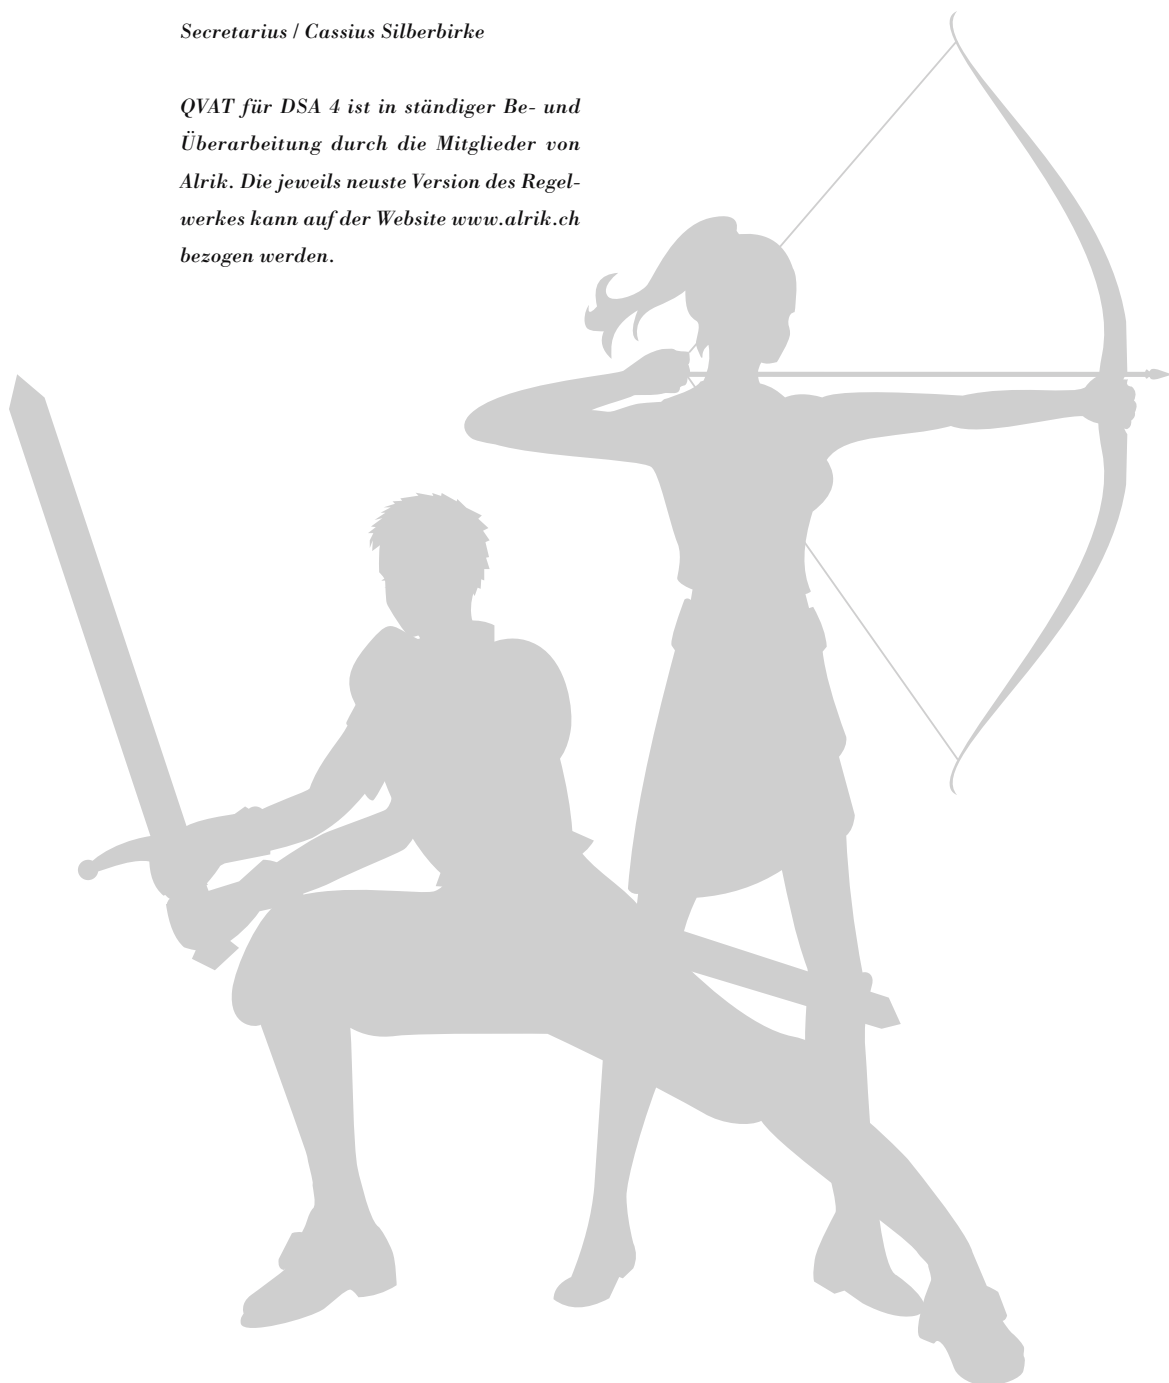 Secretarius / Cassius Silberbirke
QVAT für DSA 4 ist in ständiger Be- und
Überarbeitung durch die Mitglieder von
Alrik. Die jeweils neuste Version des Regel-
werkes kann auf der Website www.alrik.ch
bezogen werden.